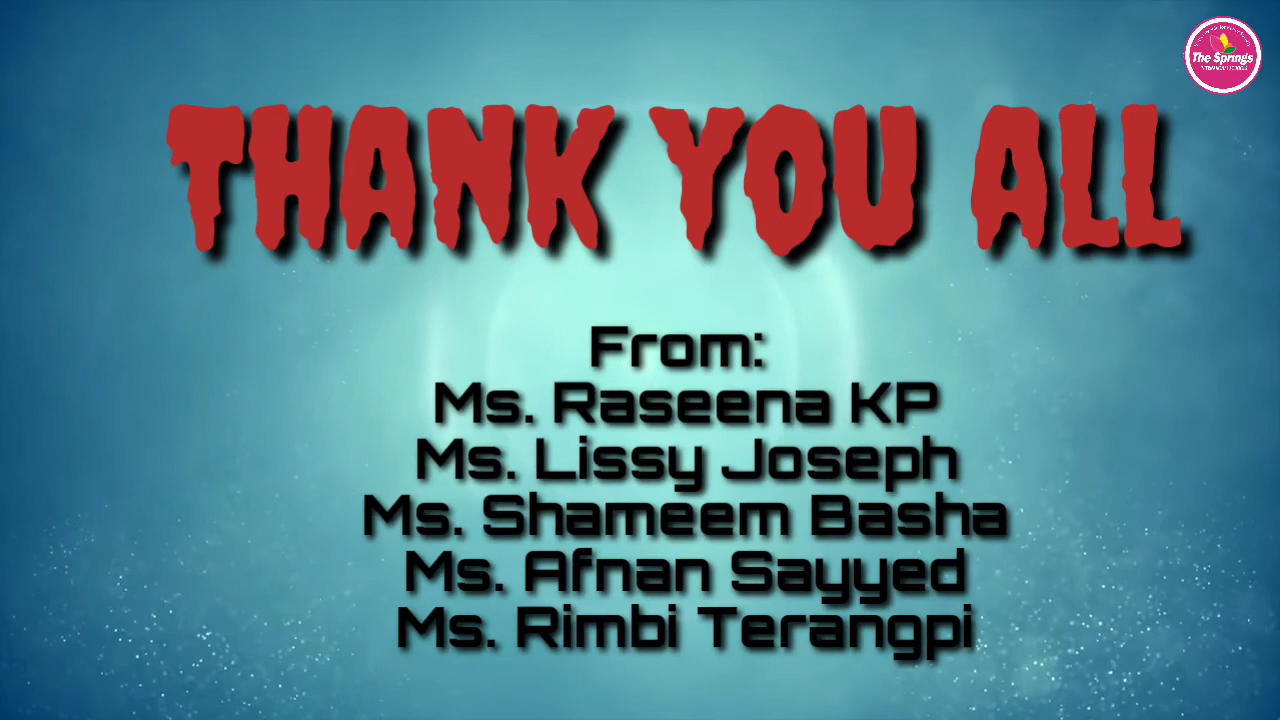 The Springs
THANK YOU ALL
From:
Ms. Raseena KP
Ms. Lissy Joseph
Ms. Shameem Basha
Ms. Afnan Sayyed
Ms. Rimbi Terangpi